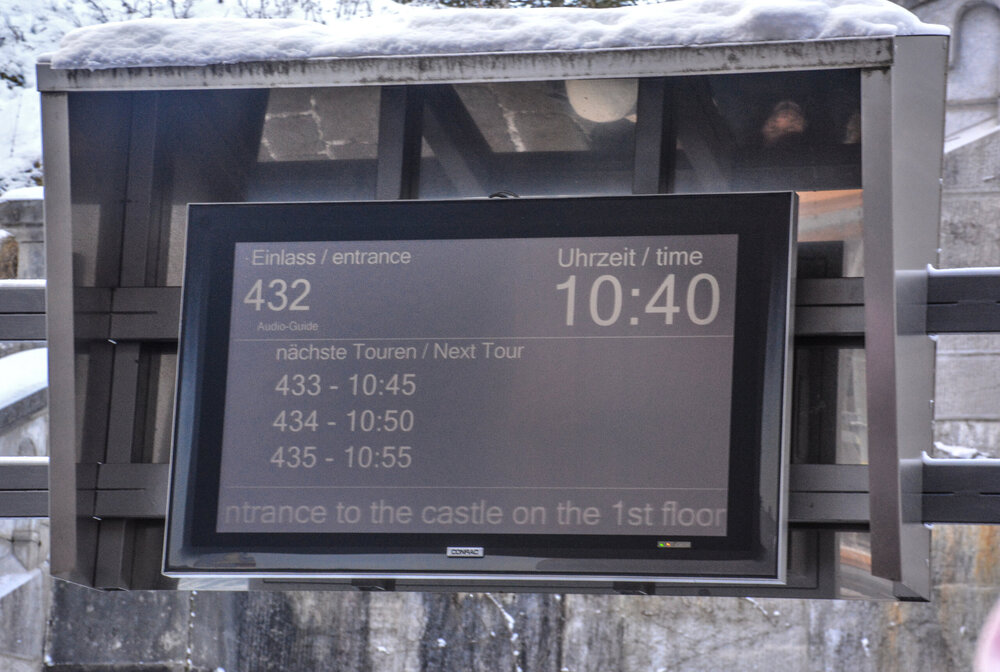 Einlass / entrance
Uhrzeit / time
432
10:40
Audio-Guide
nächste Touren / Next Tour
433 - 10:45
434 - 10:50
435 - 10:55
ntrance to the castle on the 1st floor
CONRAC